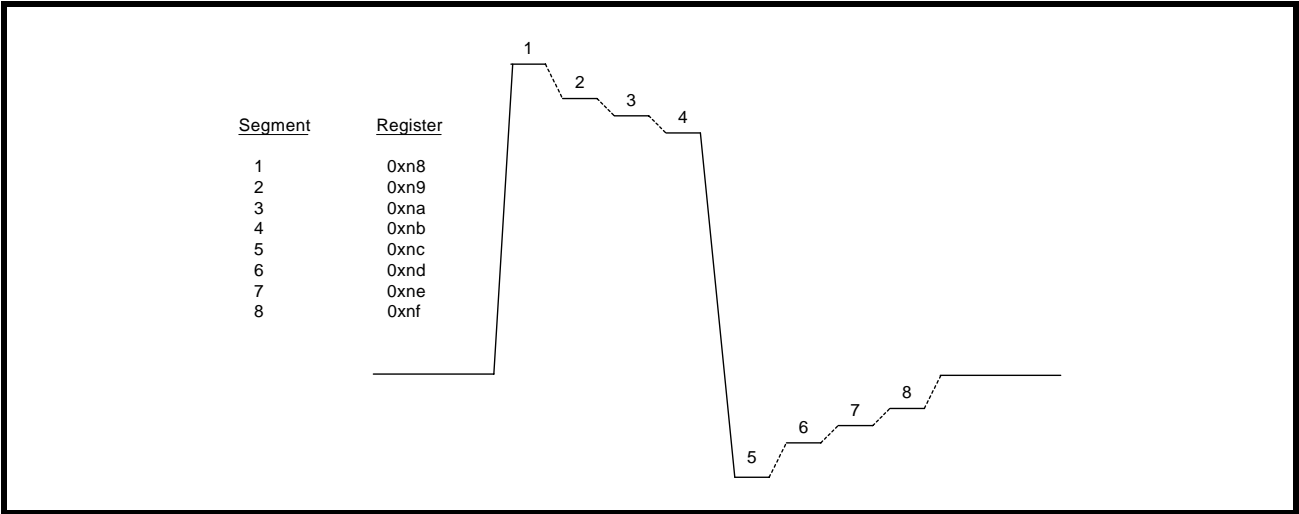 Segment Register
1 0xn8
2 0xn9
3 0xna
4 0xnb
5 0xnc
6 0xnd
7 0xne
8 0xnf
1
2
3
4
5
6
7
8